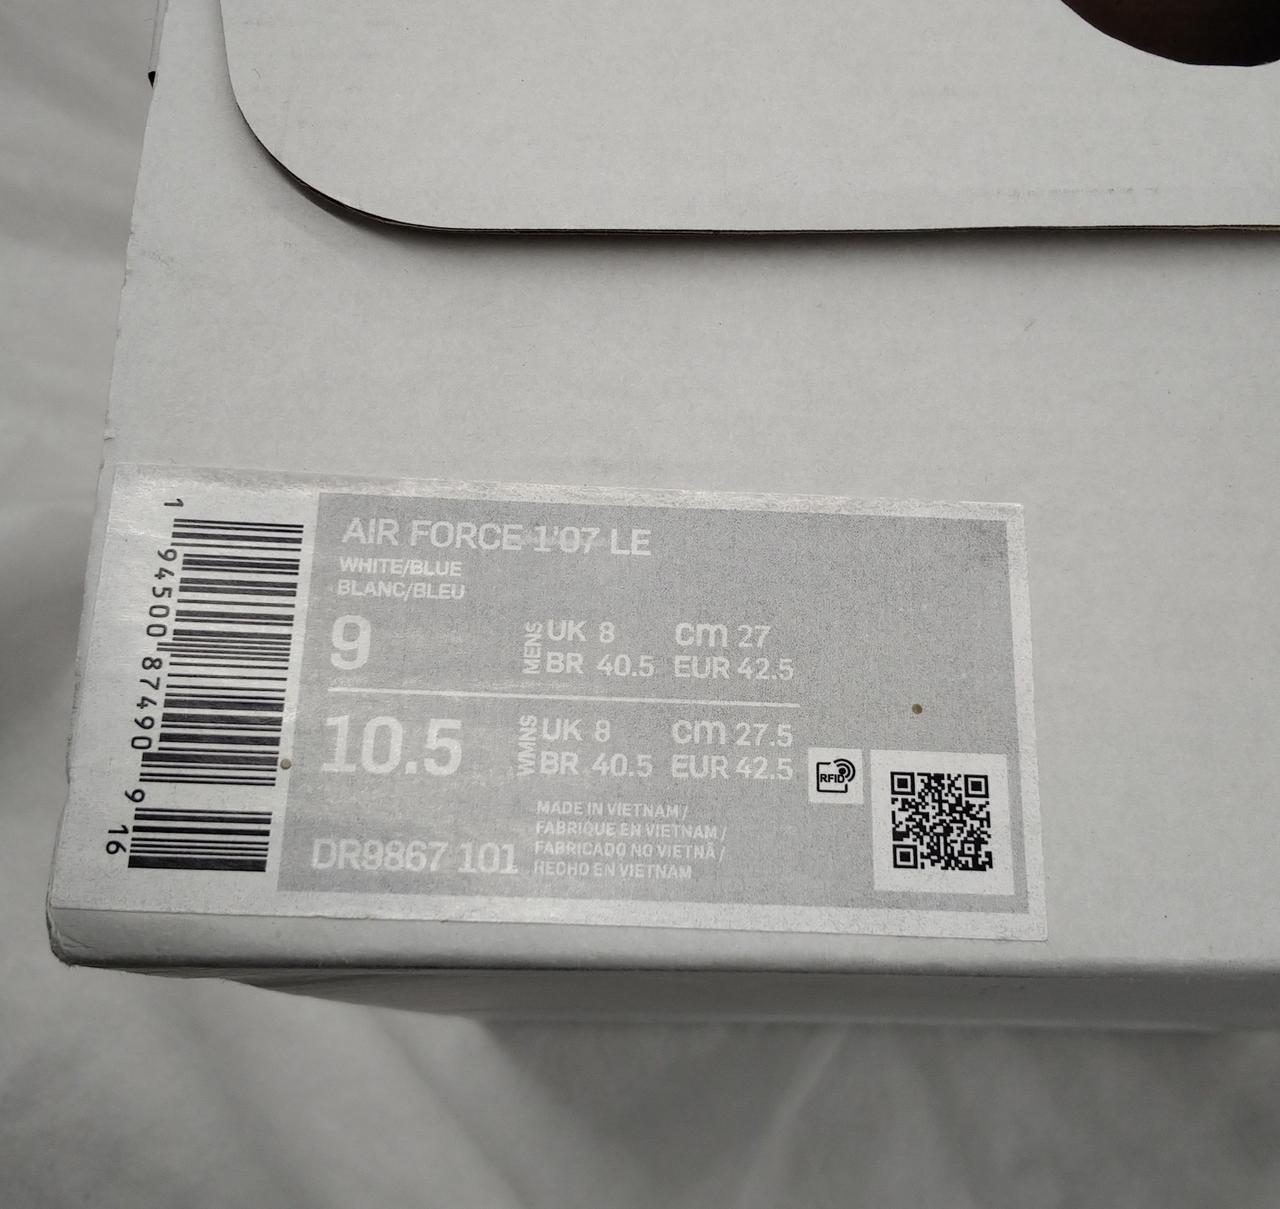 AIR FORCE 1'07 LE
WHITE/BLUE
BLANC/BLEU
9
MENS
UK 8 cm 27
BR 40.5 EUR 42.5
10.5
WMNS
UK 8 cm 27.5
BR 40.5 EUR 42.5
RFID
DR9867 101
MADE IN VIETNAM /
FABRIQUE EN VIETNAM /
FABRICADO NO VIETNÃ /
HECHO EN VIETNAM
1 94500 87490 9 16